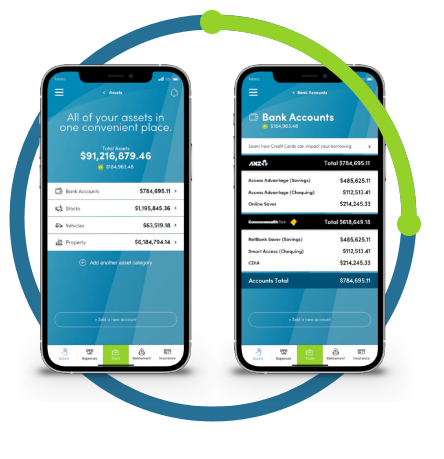 Assets
All of your assets in
one convenient place.
Total Assets
$91,216,879.46
$184,963.48
Bank Accounts $784,695.11
Stocks $1,195,845.36
Vehicles $63,519.18
Property $6,184,794.14
Add another asset category
+ Add a new account
Assets Expenses Retirement Insurance
Bank Accounts
Bank Accounts
$184,963.48
Learn how Credit Cards can impact your borrowing
ANZ Total $784,695.11
Access Advantage (Savings) $485,625.11
Access Advantage (Chequing) $112,513.41
Online Saver $214,245.33
CommonwealthBank Total $618,649.18
NetBank Saver (Savings) $485,625.11
Smart Access (Chequing) $112,513.41
CDIA $214,245.33
Accounts Total $784,695.11
+ Add a new account
Assets Expenses Retirement Insurance